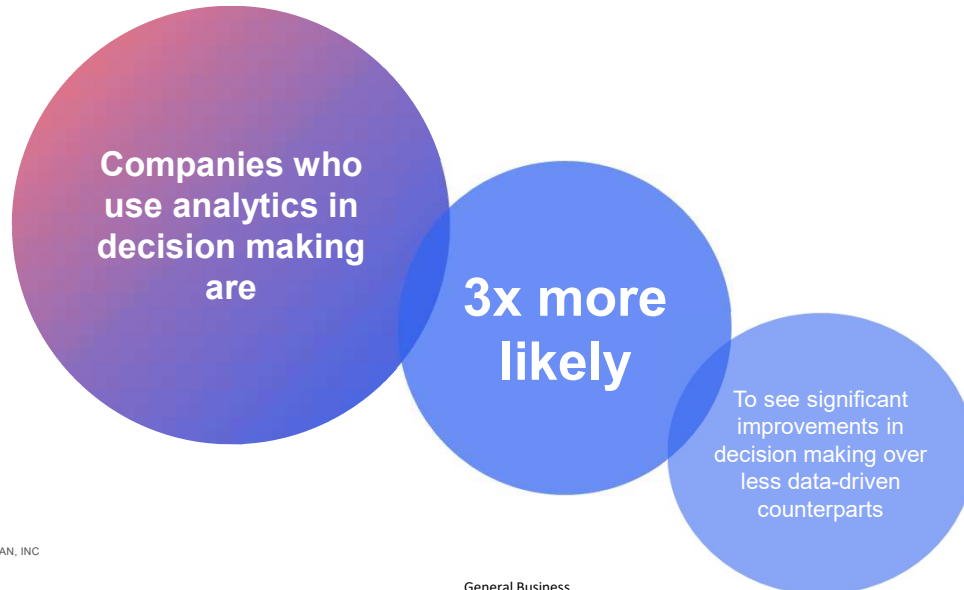 Companies who
use analytics in
decision making
are
3x more
likely
To see significant
improvements in
decision making over
less data-driven
counterparts
AN, INC
General Business